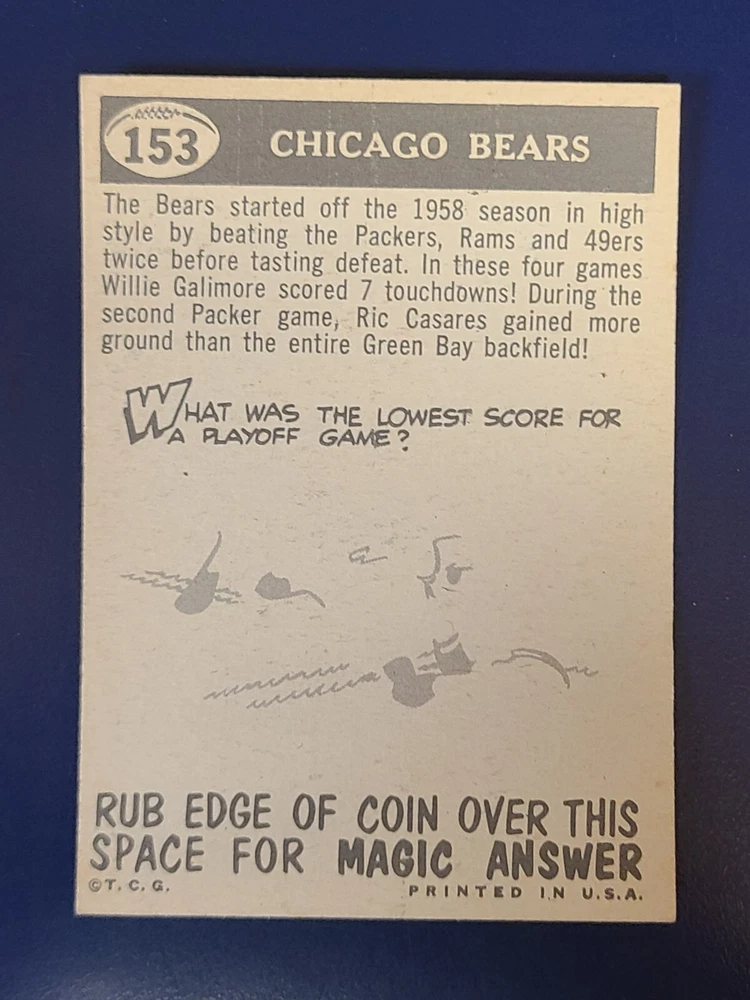 153 CHICAGO BEARS
The Bears started off the 1958 season in high
style by beating the Packers, Rams and 49ers
twice before tasting defeat. In these four games
Willie Galimore scored 7 touchdowns! During the
second Packer game, Ric Casares gained more
ground than the entire Green Bay backfield!
WHAT WAS THE LOWEST SCORE FOR
A PLAYOFF GAME?
RUB EDGE OF COIN OVER THIS
SPACE FOR MAGIC ANSWER
©T. C. G. PRINTED IN U.S.A.